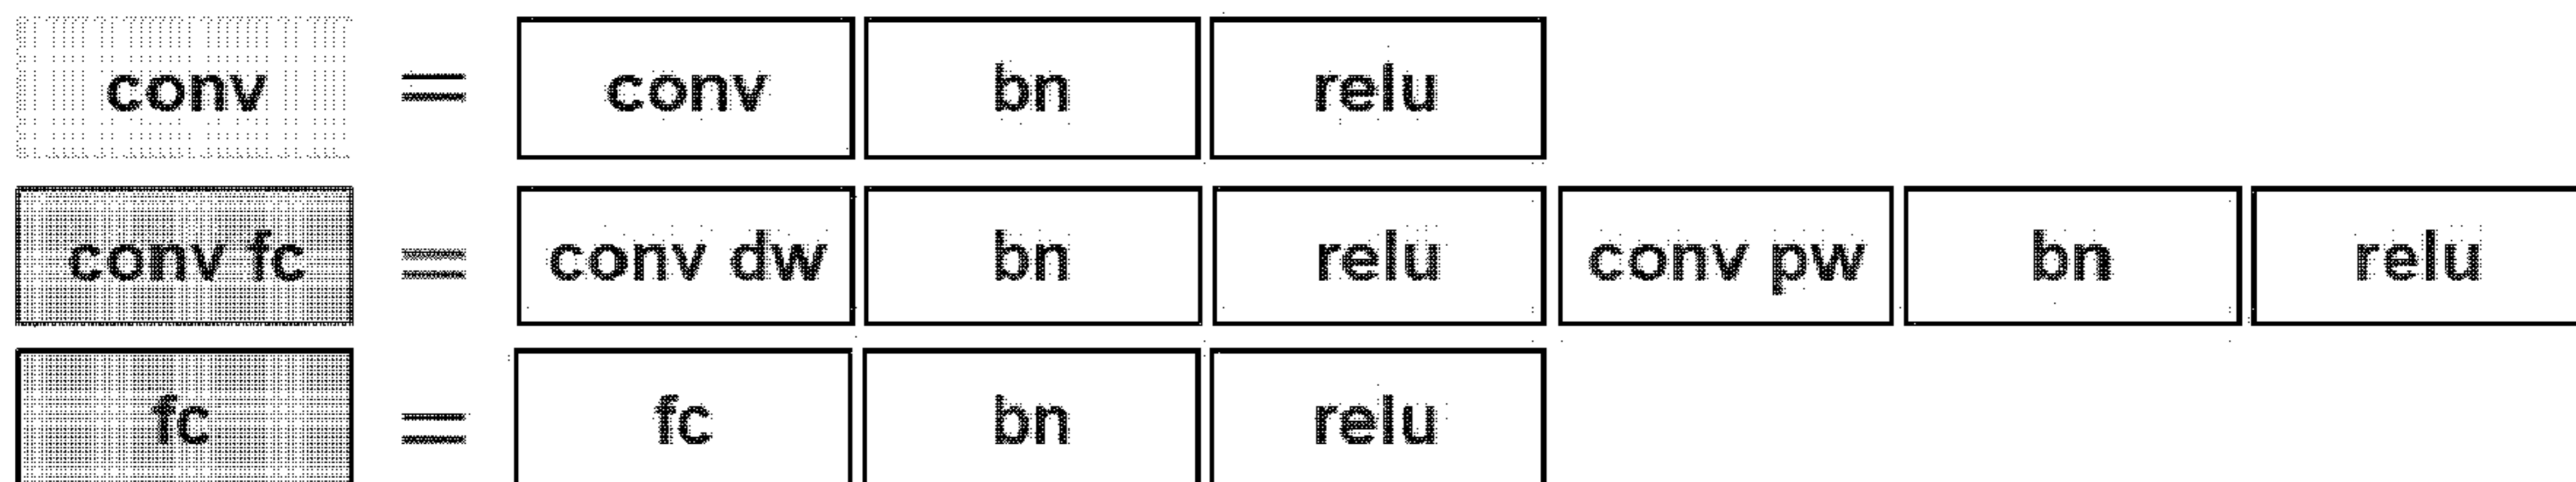 conv = conv bn relu
conv fc = conv dw bn relu conv pw bn relu
fc = fc bn relu